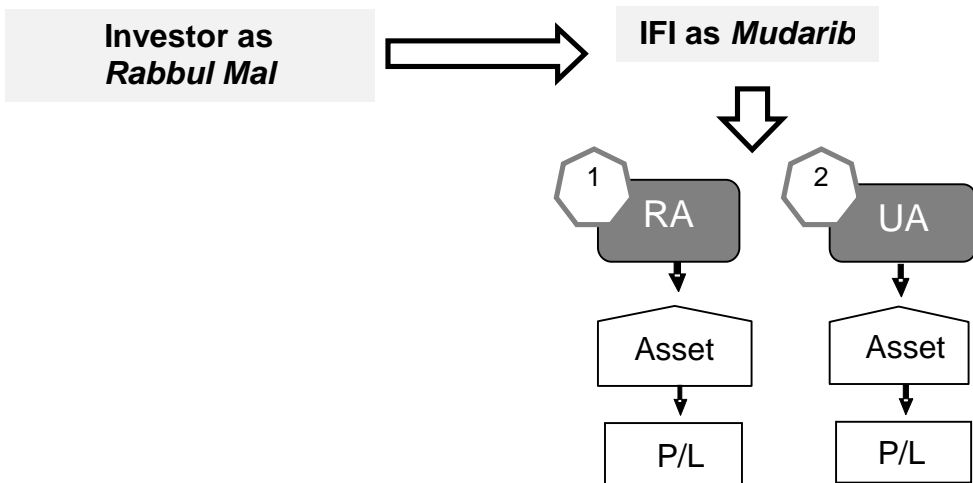 Investor as
Rabbul Mal
IFI as Mudarib
1
RA
2
UA
Asset
Asset
P/L
P/L